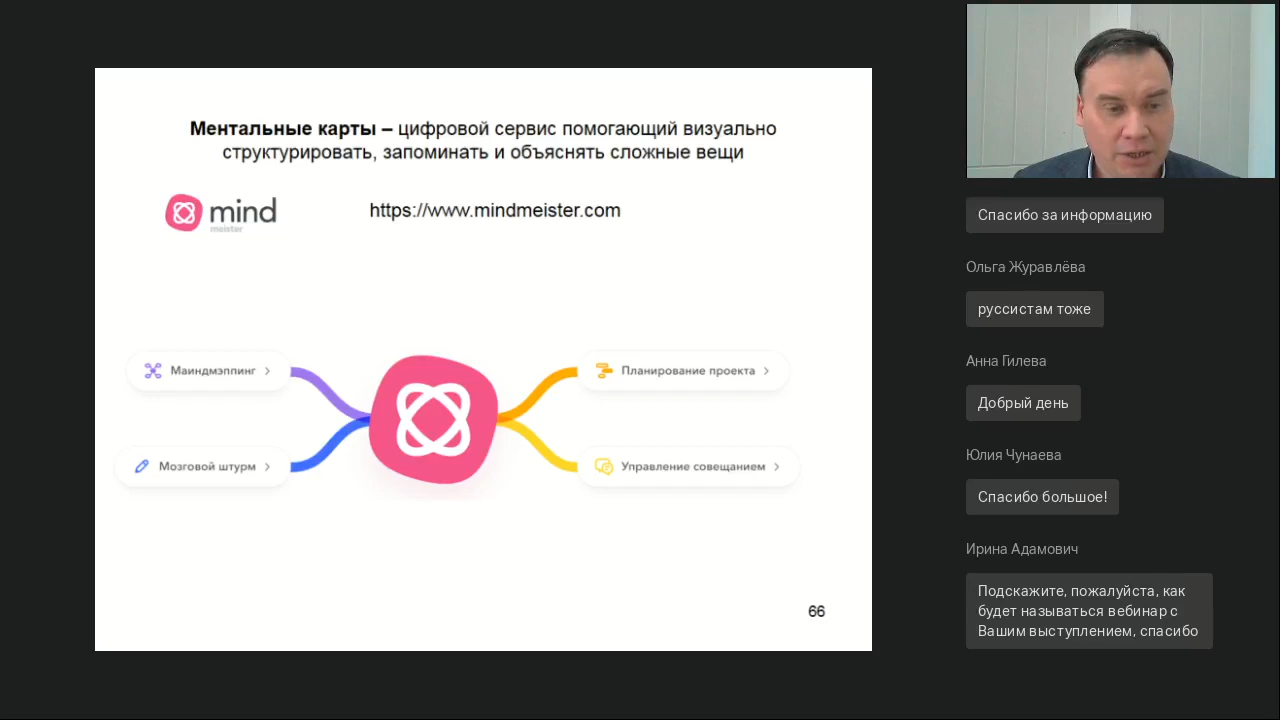 Ментальные карты – цифровой сервис помогающий визуально
структурировать, запоминать и объяснять сложные вещи
mind
meister
https://www.mindmeister.com
Маиндмэппинг
Планирование проекта
Мозговой штурм
Управление совещанием
66
Спасибо за информацию
Ольга Журавлёва
руссистам тоже
Анна Гилева
Добрый день
Юлия Чунаева
Спасибо большое!
Ирина Адамович
Подскажите, пожалуйста, как
будет называться вебинар с
Вашим выступлением, спасибо